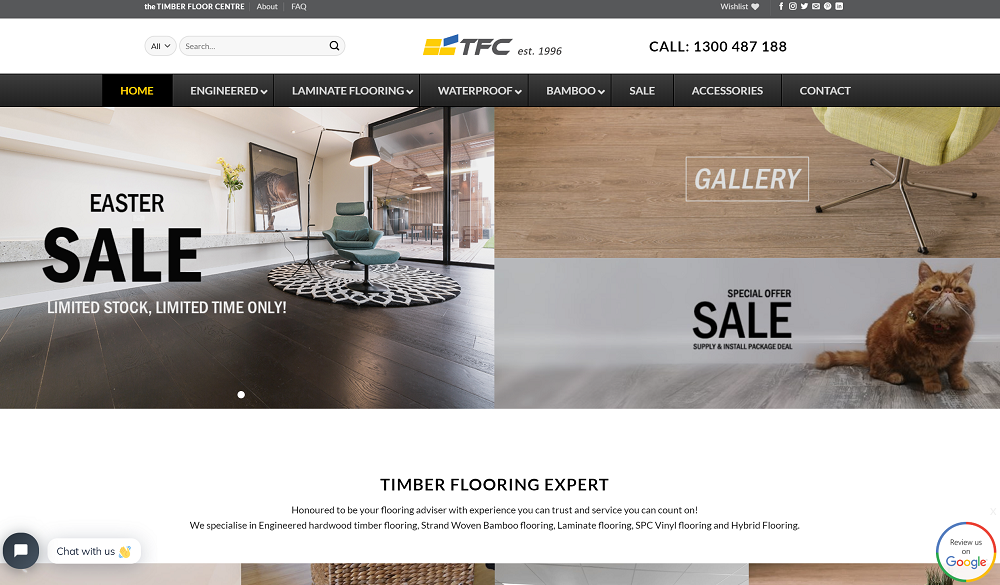 the TIMBER FLOOR CENTRE About FAQ Wishlist
All Search... TFC est. 1996 CALL: 1300 487 188
HOME ENGINEERED LAMINATE FLOORING WATERPROOF BAMBOO SALE ACCESSORIES CONTACT
EASTER
SALE
LIMITED STOCK, LIMITED TIME ONLY!
GALLERY
SPECIAL OFFER
SALE
SUPPLY & INSTALL PACKAGE DEAL
TIMBER FLOORING EXPERT
Honoured to be your flooring adviser with experience you can trust and service you can count on!
We specialise in Engineered hardwood timber flooring, Strand Woven Bamboo flooring, Laminate flooring, SPC Vinyl flooring and Hybrid Flooring.
Chat with us 👋
Review us
on
Google